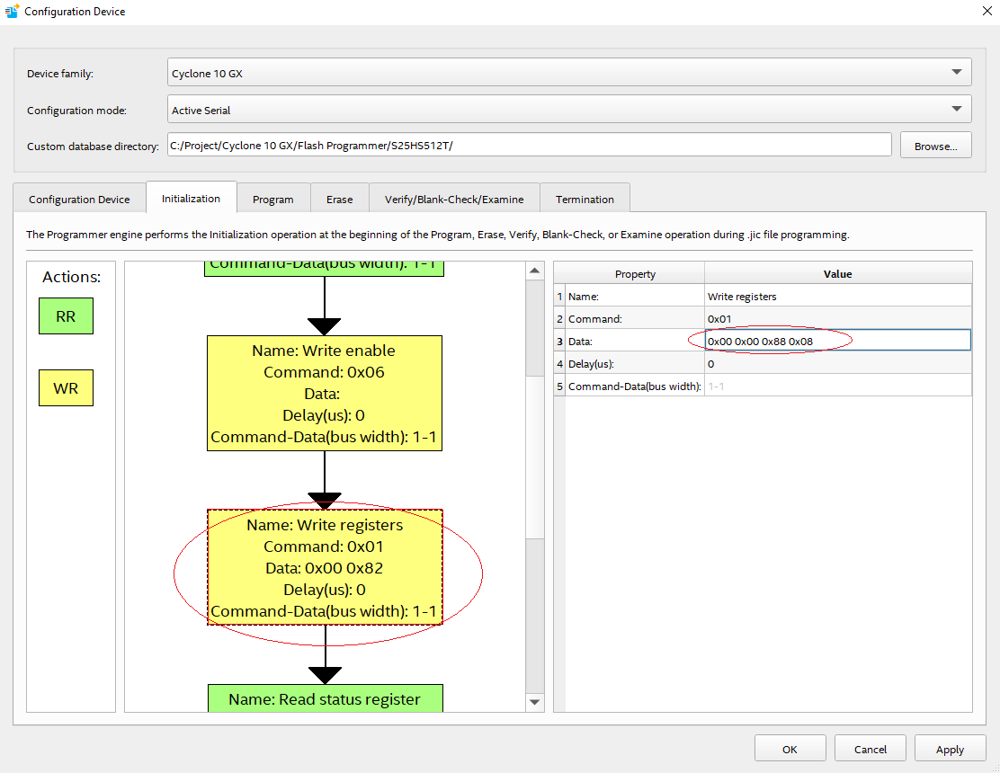 Configuration Device
Device family:
Cyclone 10 GX
Configuration mode:
Active Serial
Custom database directory:
C:/Project/Cyclone 10 GX/Flash Programmer/S25HS512T/
Browse...
Configuration Device
Initialization
Program
Erase
Verify/Blank-Check/Examine
Termination
The Programmer engine performs the Initialization operation at the beginning of the Program, Erase, Verify, Blank-Check, or Examine operation during .jic file programming.
Actions:
RR
WR
Command-Data(bus width): 1-1
Name: Write enable
Command: 0x06
Data:
Delay(us): 0
Command-Data(bus width): 1-1
Name: Write registers
Command: 0x01
Data: 0x00 0x82
Delay(us): 0
Command-Data(bus width): 1-1
Name: Read status register
Property Value
1 Name: Write registers
2 Command: 0x01
3 Data: 0x00 0x00 0x88 0x08
4 Delay(us): 0
5 Command-Data(bus width): 1-1
OK
Cancel
Apply